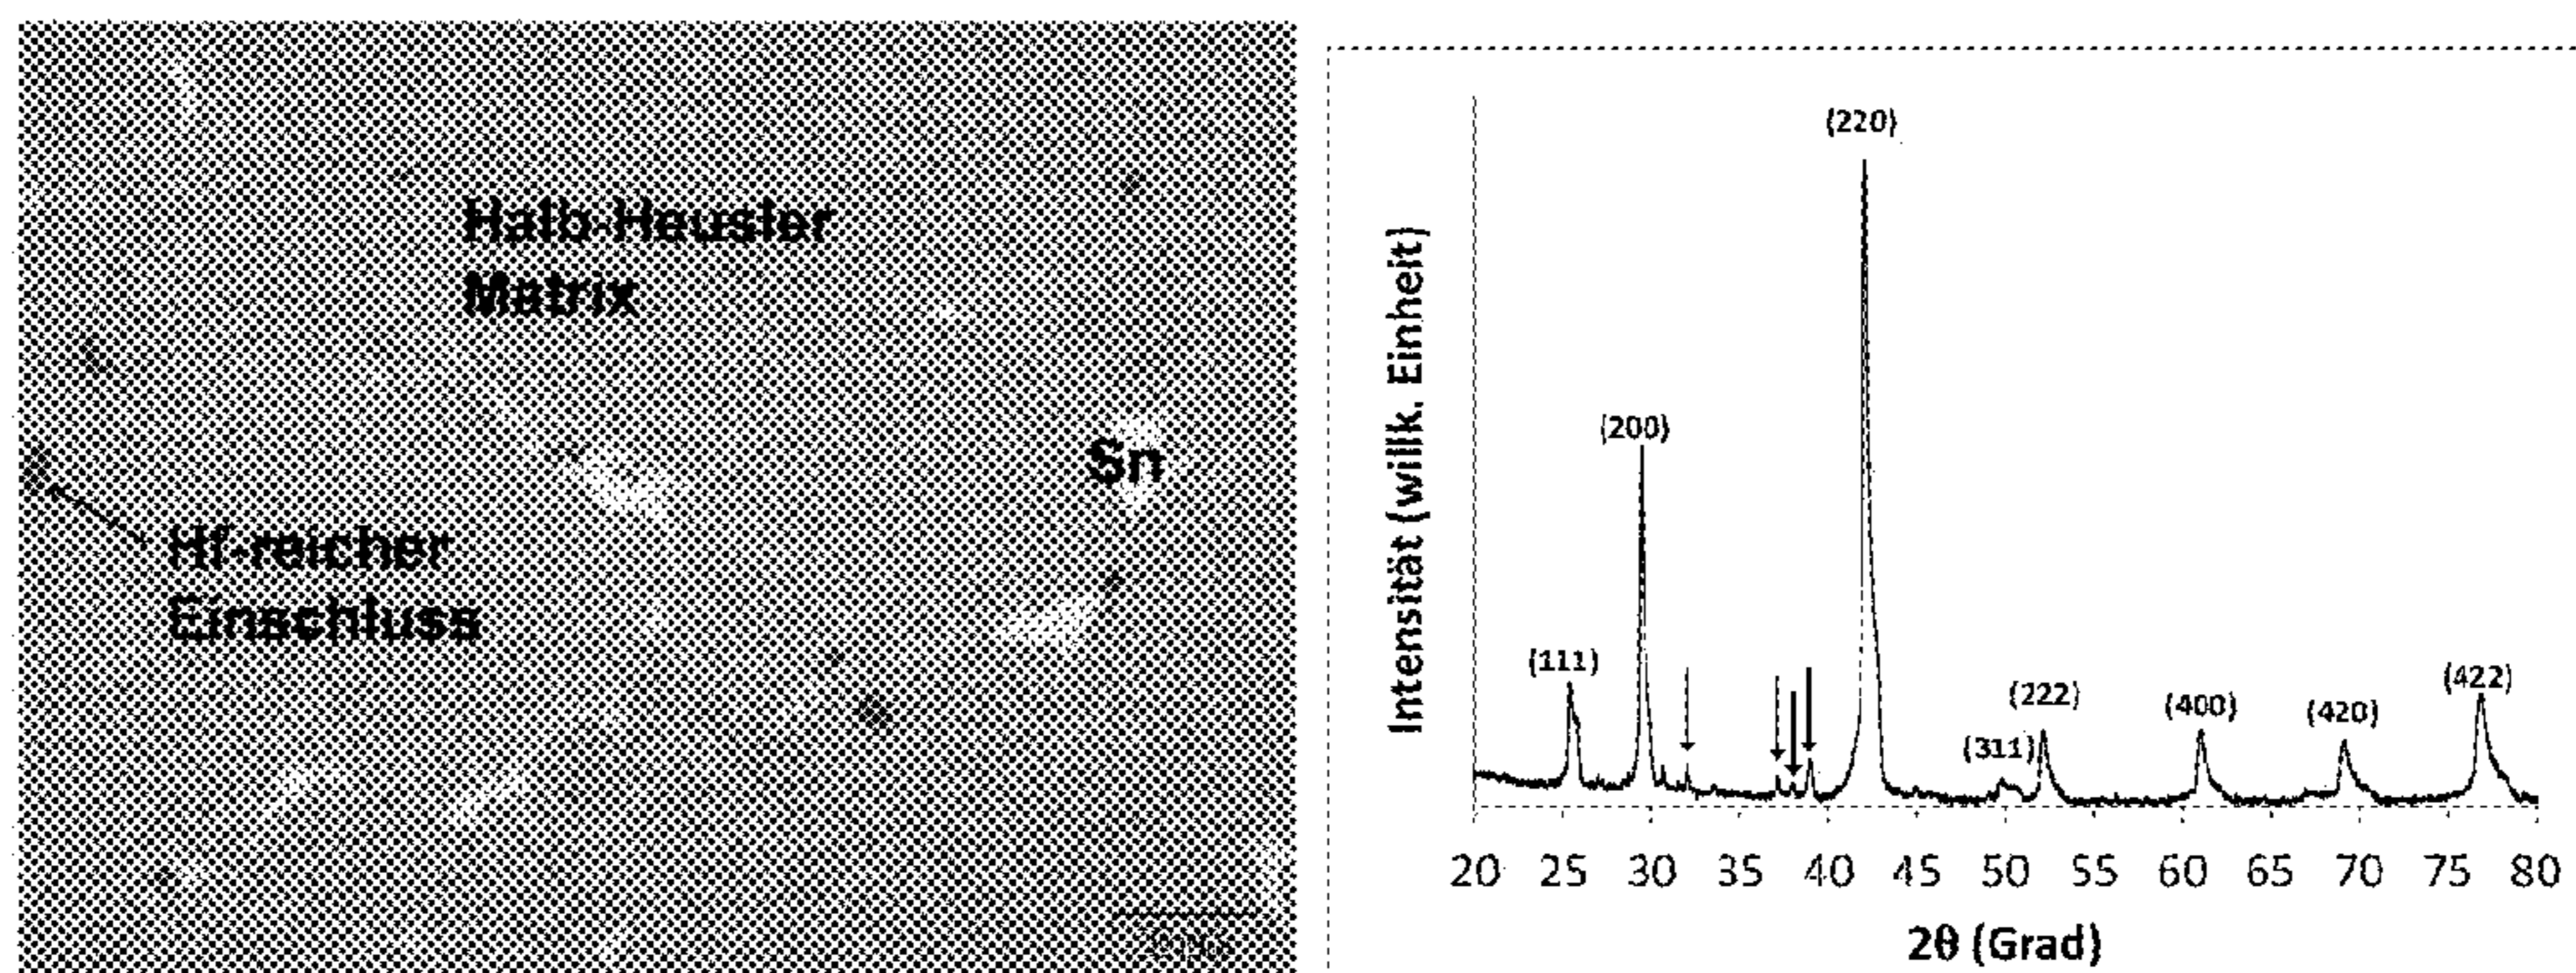 Halb-Heusler
Matrix
Sn
Hf-reicher
Einschluss
Intensität (willk. Einheit)
(111)
(200)
(220)
(311)
(222)
(400)
(420)
(422)
20 25 30 35 40 45 50 55 60 65 70 75 80
2θ (Grad)